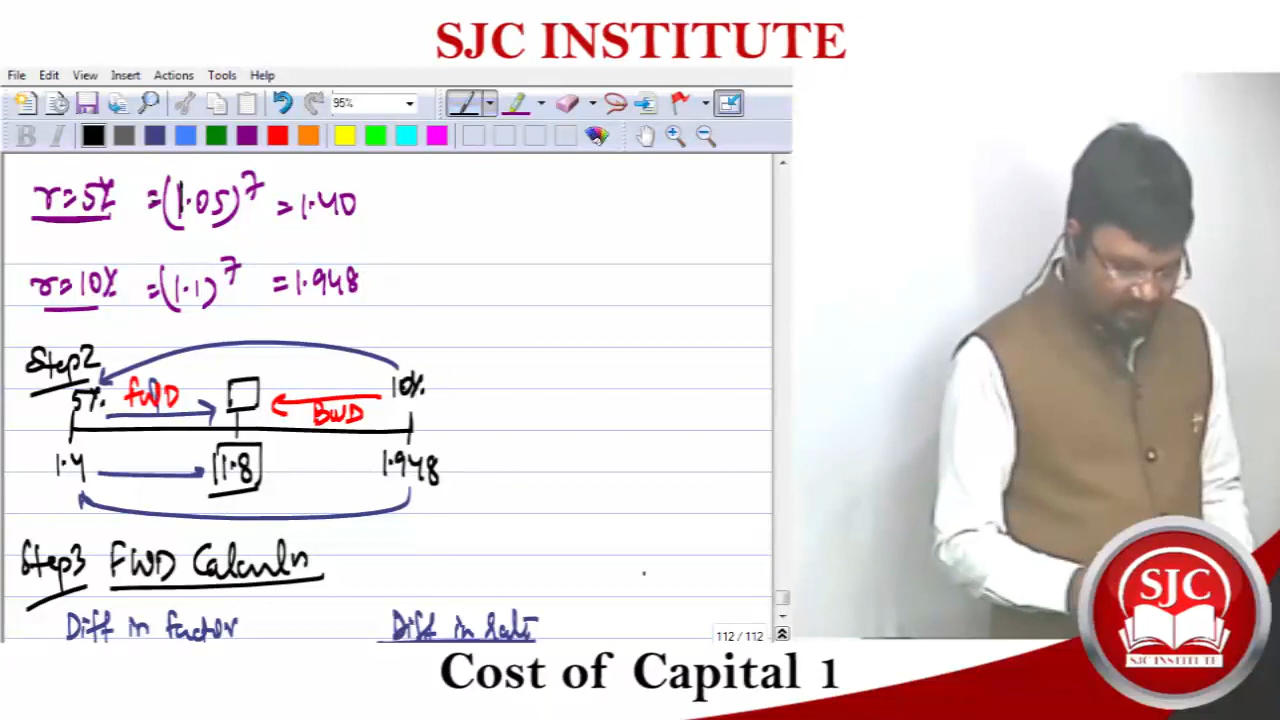 SJC INSTITUTE
File Edit View Insert Actions Tools Help
95%
B I
r=5% =(1.05)^7 =1.40
r=10% =(1.1)^7 =1.948
Step2
5% FWD 10%
BWD
1.4 1.8 1.948
Step3 FWD Calculn
Diff in factor Diff in rate
112 / 112
SJC
SJC INSTITUTE
Cost of Capital 1